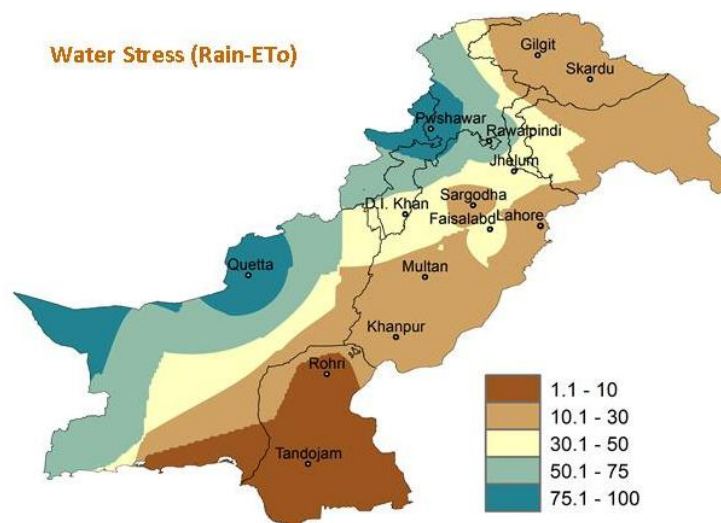 Water Stress (Rain-ETo)
Gilgit
Skardu
Pwshawar
Rawalpindi
Jhelum
Sargodha
D.I. Khan
Faisalabd
Lahore
Quetta
Multan
Khanpur
Rohri
Tandojam
1.1 - 10
10.1 - 30
30.1 - 50
50.1 - 75
75.1 - 100